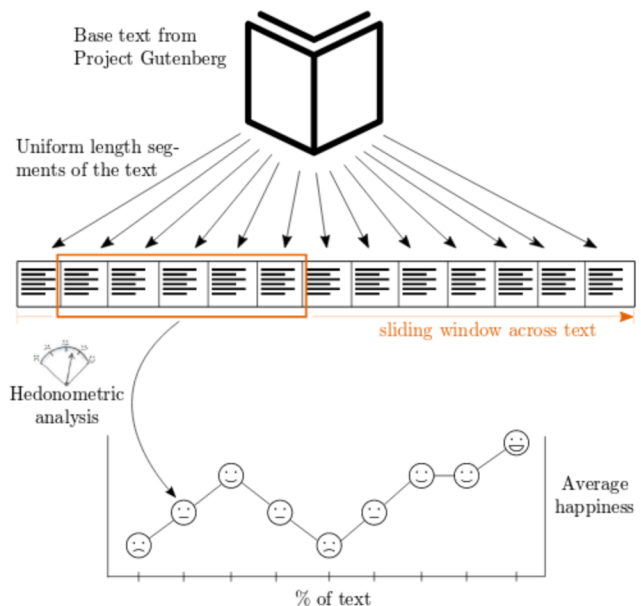 Base text from
Project Gutenberg
Uniform length seg-
ments of the text
sliding window across text
Hedonometric
analysis
Average
happiness
% of text